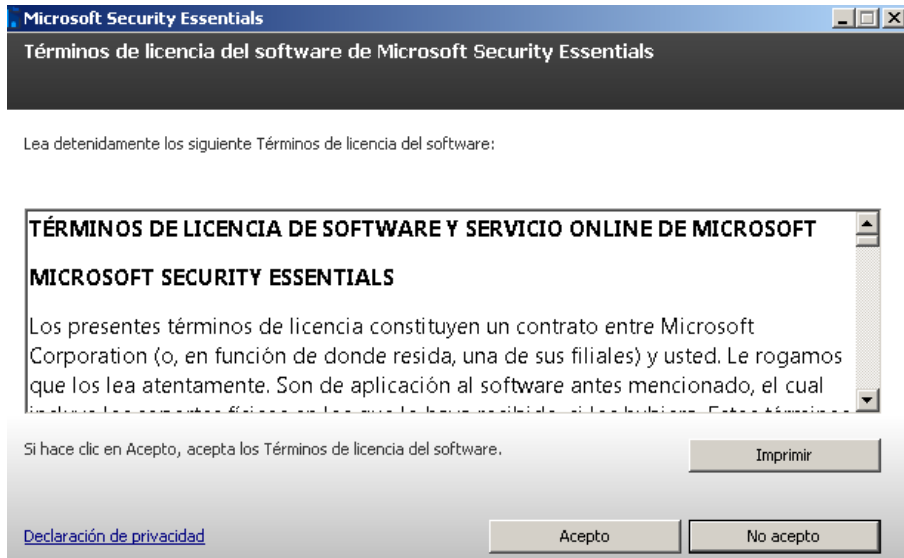 Microsoft Security Essentials
Términos de licencia del software de Microsoft Security Essentials
Lea detenidamente los siguiente Términos de licencia del software:
TÉRMINOS DE LICENCIA DE SOFTWARE Y SERVICIO ONLINE DE MICROSOFT
MICROSOFT SECURITY ESSENTIALS
Los presentes términos de licencia constituyen un contrato entre Microsoft
Corporation (o, en función de donde resida, una de sus filiales) y usted. Le rogamos
que los lea atentamente. Son de aplicación al software antes mencionado, el cual
Si hace clic en Acepto, acepta los Términos de licencia del software.
Imprimir
Declaración de privacidad
Acepto
No acepto